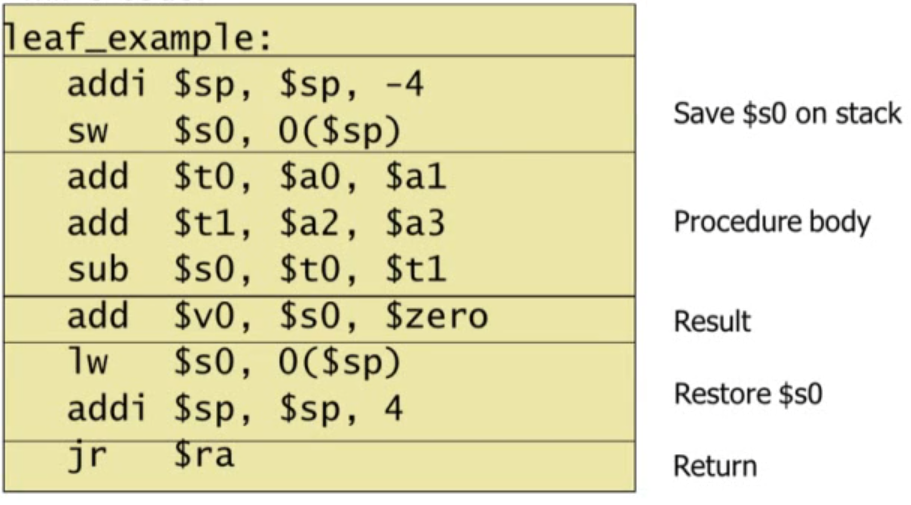 leaf_example:
addi $sp, $sp, -4
sw $s0, 0($sp)
Save $s0 on stack
add $t0, $a0, $a1
add $t1, $a2, $a3
sub $s0, $t0, $t1
Procedure body
add $v0, $s0, $zero
Result
lw $s0, 0($sp)
addi $sp, $sp, 4
Restore $s0
jr $ra
Return